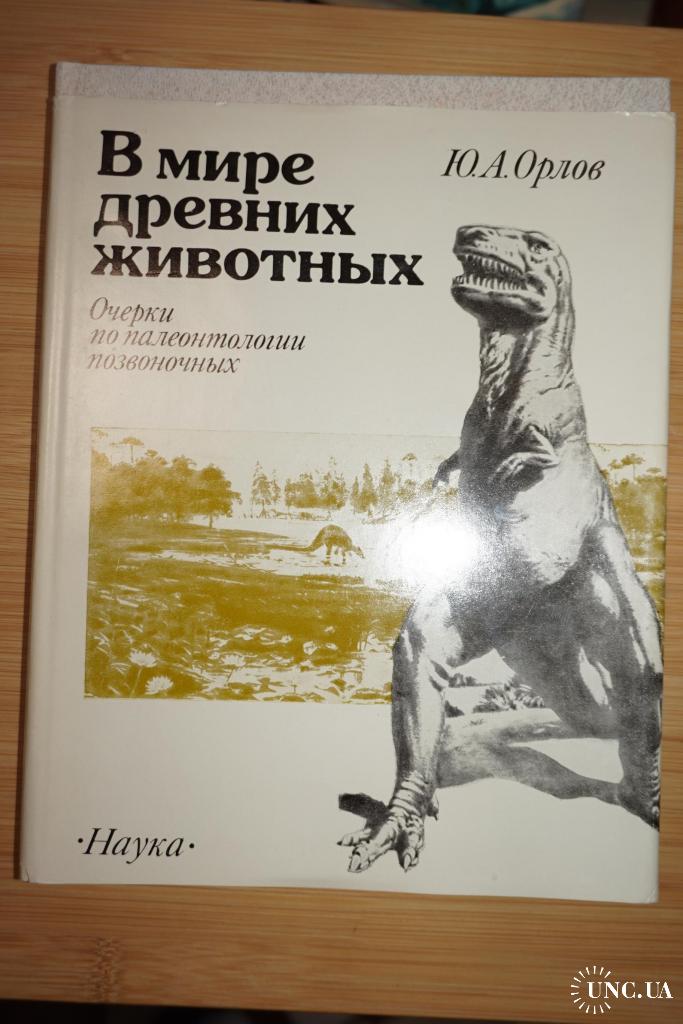 В мире
древних
животных
Ю.А.Орлов
Очерки
по палеонтологии
позвоночных
·Наука·
UNC.UA